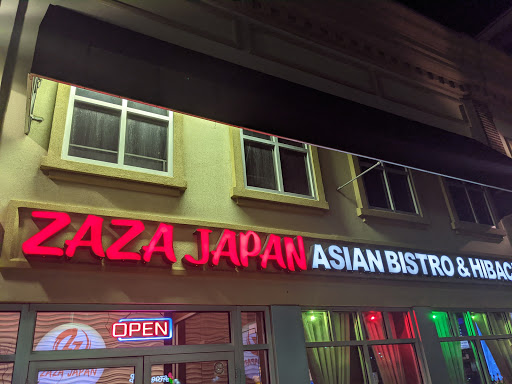 ZAZA JAPAN ASIAN BISTRO & HIBAC
OPEN
ZAZA JAPAN